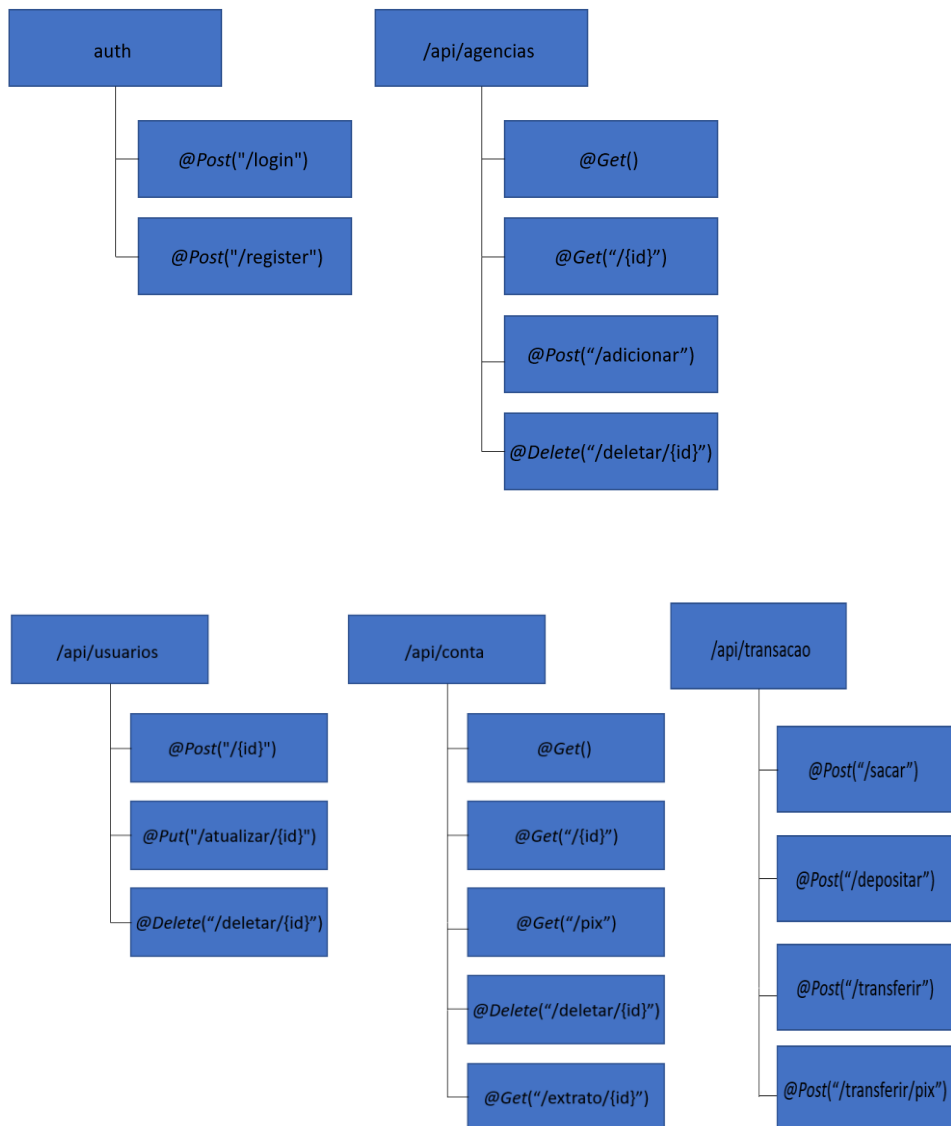 auth
@Post("/login")
@Post("/register")
/api/agencias
@Get()
@Get(“/{id}”)
@Post(“/adicionar”)
@Delete(“/deletar/{id}”)
/api/usuarios
@Post("/{id}")
@Put("/atualizar/{id}")
@Delete(“/deletar/{id}”)
/api/conta
@Get()
@Get(“/{id}”)
@Get(“/pix”)
@Delete(“/deletar/{id}”)
@Get(“/extrato/{id}”)
/api/transacao
@Post(“/sacar”)
@Post(“/depositar”)
@Post(“/transferir”)
@Post(“/transferir/pix”)